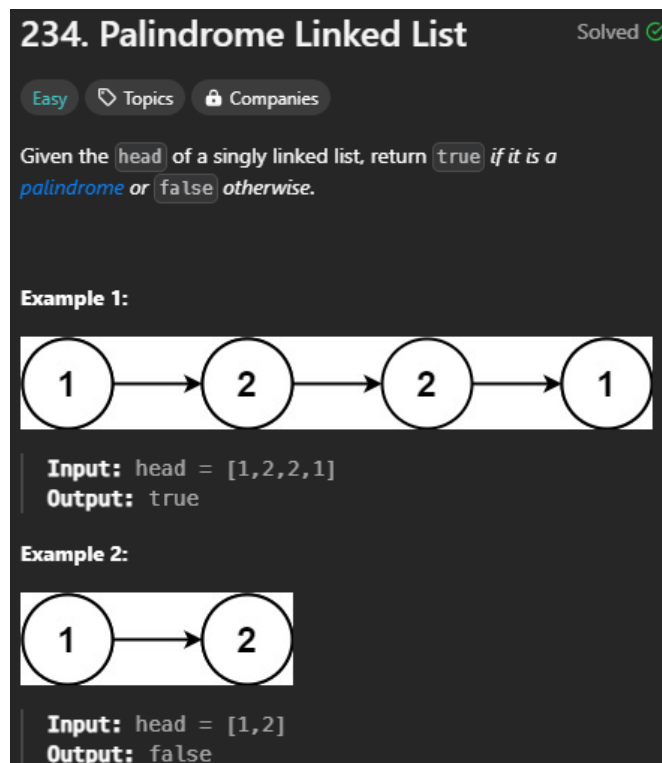 234. Palindrome Linked List
Solved
Easy
Topics
Companies
Given the head of a singly linked list, return true if it is a
palindrome or false otherwise.
Example 1:
1 2 2 1
Input: head = [1,2,2,1]
Output: true
Example 2:
1 2
Input: head = [1,2]
Output: false